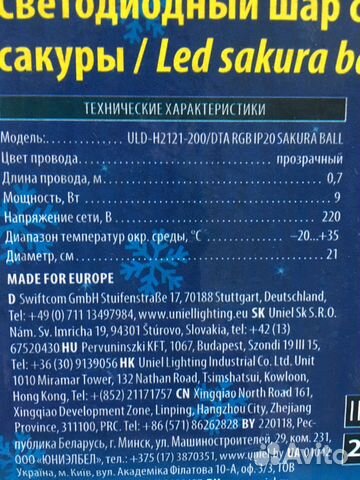 Светодиодный шар с
сакуры / Led sakura ba
ТЕХНИЧЕСКИЕ ХАРАКТЕРИСТИКИ
Модель: ULD-H2121-200/DTA RGB IP20 SAKURA BALL
Цвет провода прозрачный
Длина провода, м 0,7
Мощность, Вт 9
Напряжение сети, В 220
Диапазон температур окр. среды, °С –20...+35
Диаметр, см 21
MADE FOR EUROPE
D Swiftcom GmbH Stuifenstraße 17, 70188 Stuttgart, Deutschland,
Tel: +49 (0) 711 13497984, www.uniellighting.eu SK Uniel Sk S.R.O.
Nám. Sv. Imricha 19, 94301 Štúrovo, Slovakia, tel: +42 (13)
67520430 HU Pervuninszki KFT, 1067, Budapest, Szondi 19 III 15,
Tel: +36 (30) 9139056 HK Uniel Lighting Industrial Co. Ltd. Unit
1010 Miramar Tower, 132 Nathan Road, Tsimshatsui, Kowloon,
Hong Kong, Tel: +(852) 21171757 CN Xingqiao North Road 161,
Xingqiao Development Zone, Linping, Hangzhou City, Zhejiang
Province, 311100, PRC. Tel: +86 (571) 86262828 BY 220118, Рес-
публика Беларусь, г. Минск, ул. Машиностроителей, 29, ком. 231,
ООО «ЮНИЭЛБЕЛ», тел: +375 (17) 3870351, www.uniel.by UA 01042
Україна, м. Київ, вул. Академіка Філатова 10-А, оф. 3/3, ТОВ
Avito